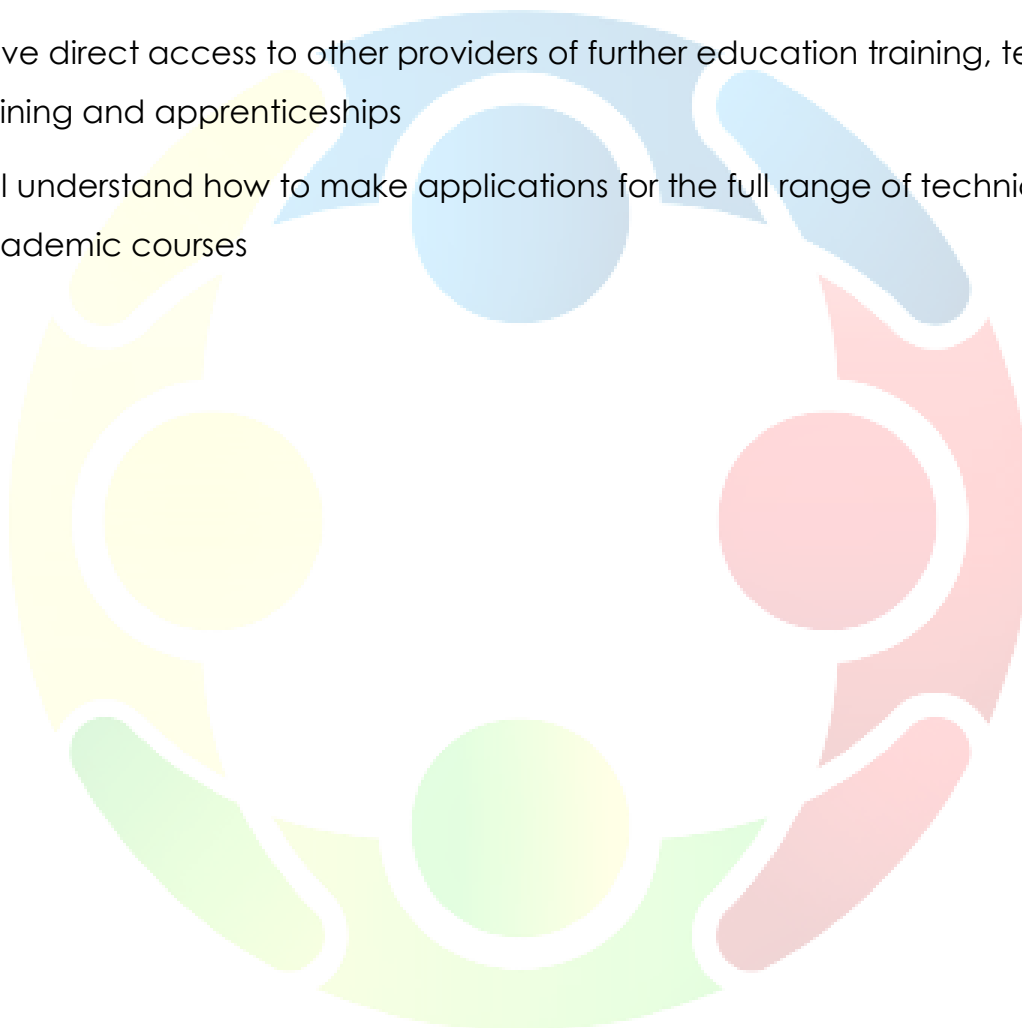 ve direct access to other providers of further education training, te
ining and apprenticeships
l understand how to make applications for the full range of techni
ademic courses